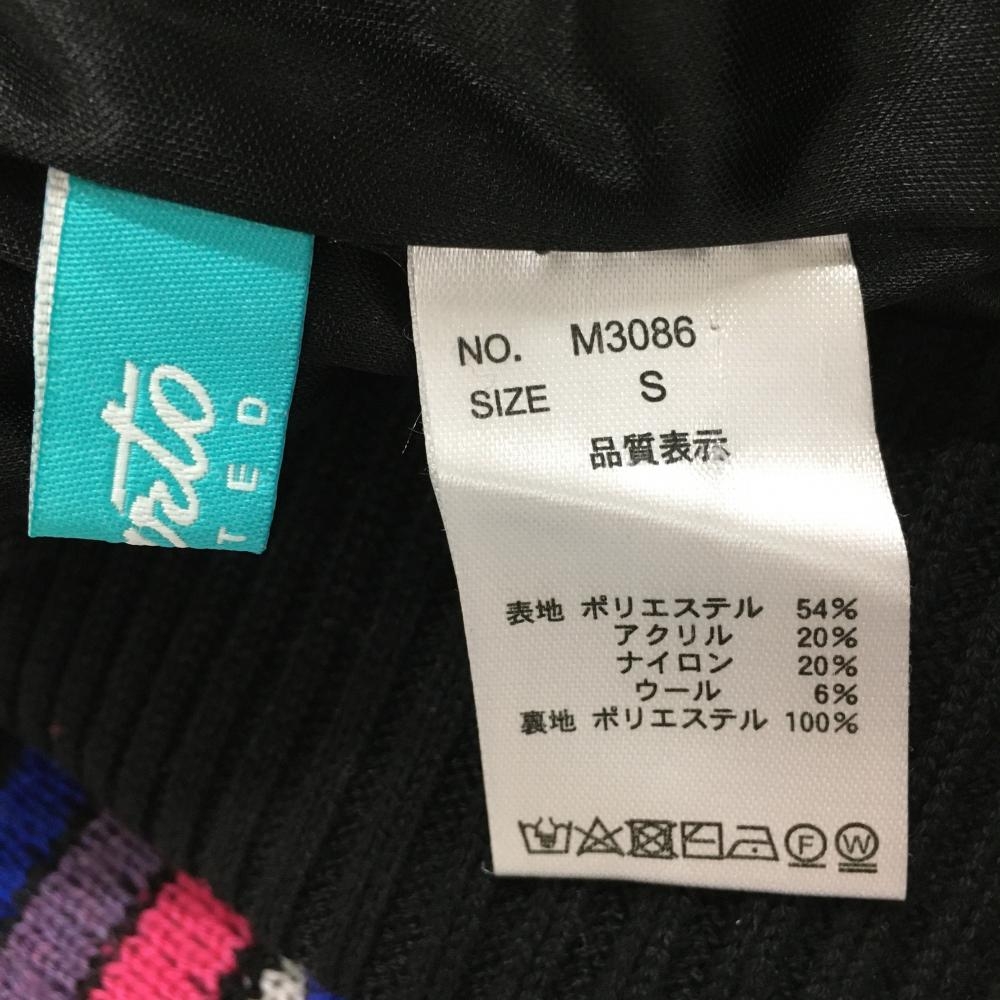 NO. M3086
SIZE S
品質表示
表地 ポリエステル 54%
アクリル 20%
ナイロン 20%
ウール 6%
裏地 ポリエステル 100%
F W
rto
TED